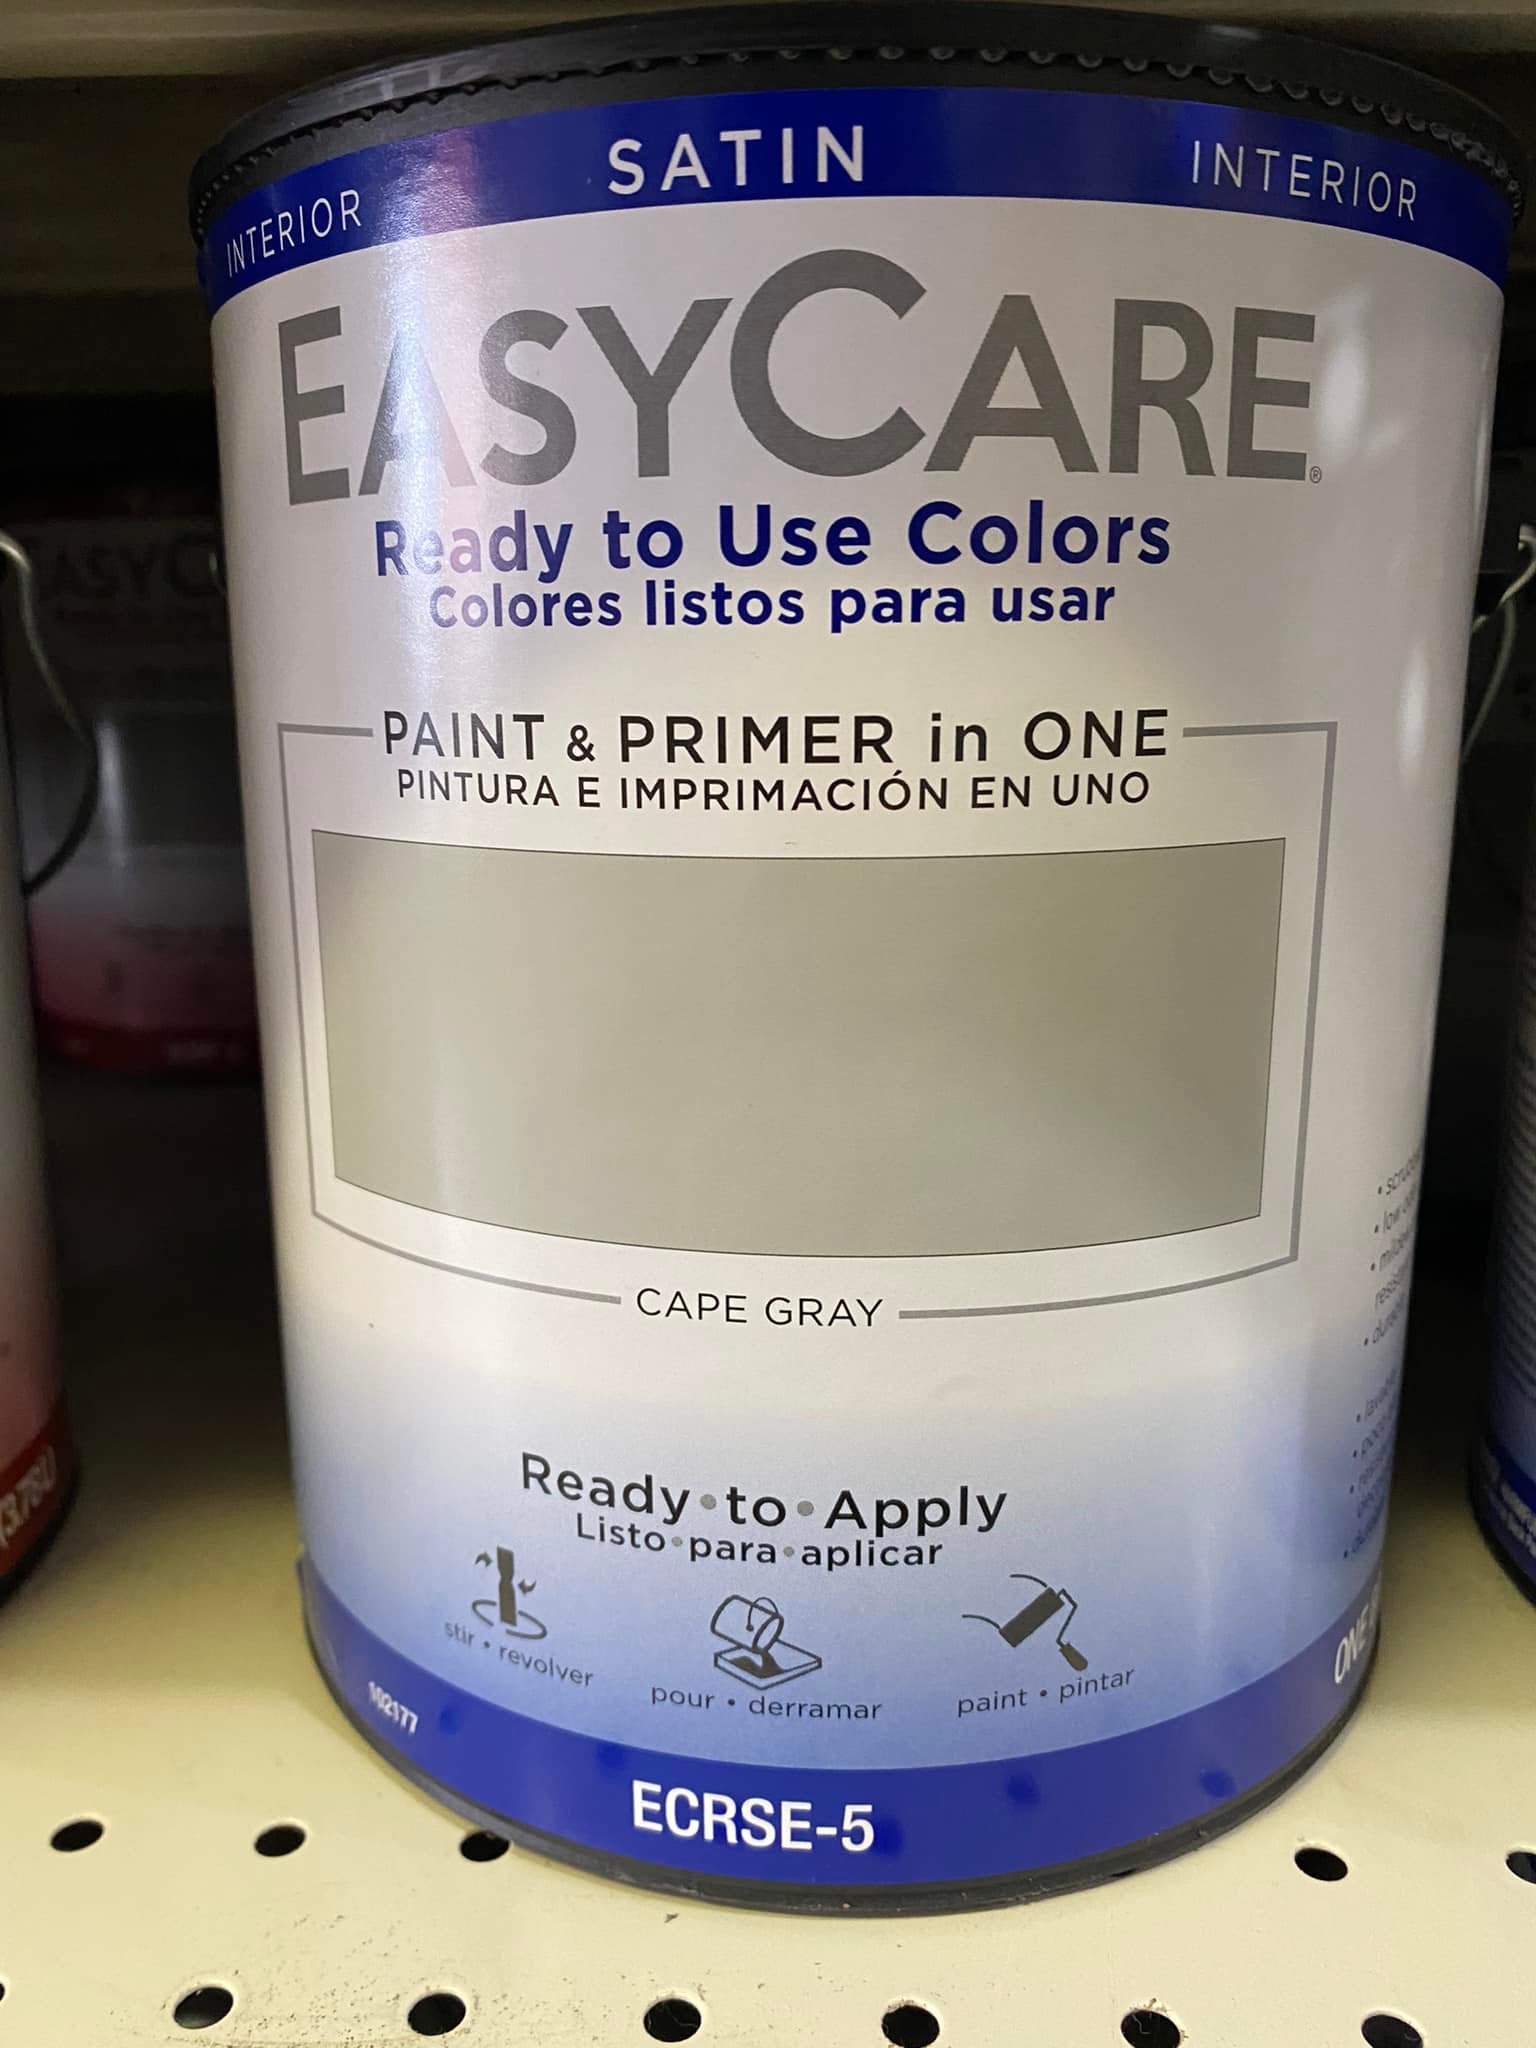 INTERIOR SATIN INTERIOR
EASYCARE®
Ready to Use Colors
Colores listos para usar
PAINT & PRIMER in ONE
PINTURA E IMPRIMACIÓN EN UNO
CAPE GRAY
Ready•to•Apply
Listo•para•aplicar
stir • revolver
pour • derramar
paint • pintar
102177
ONE
ECRSE-5